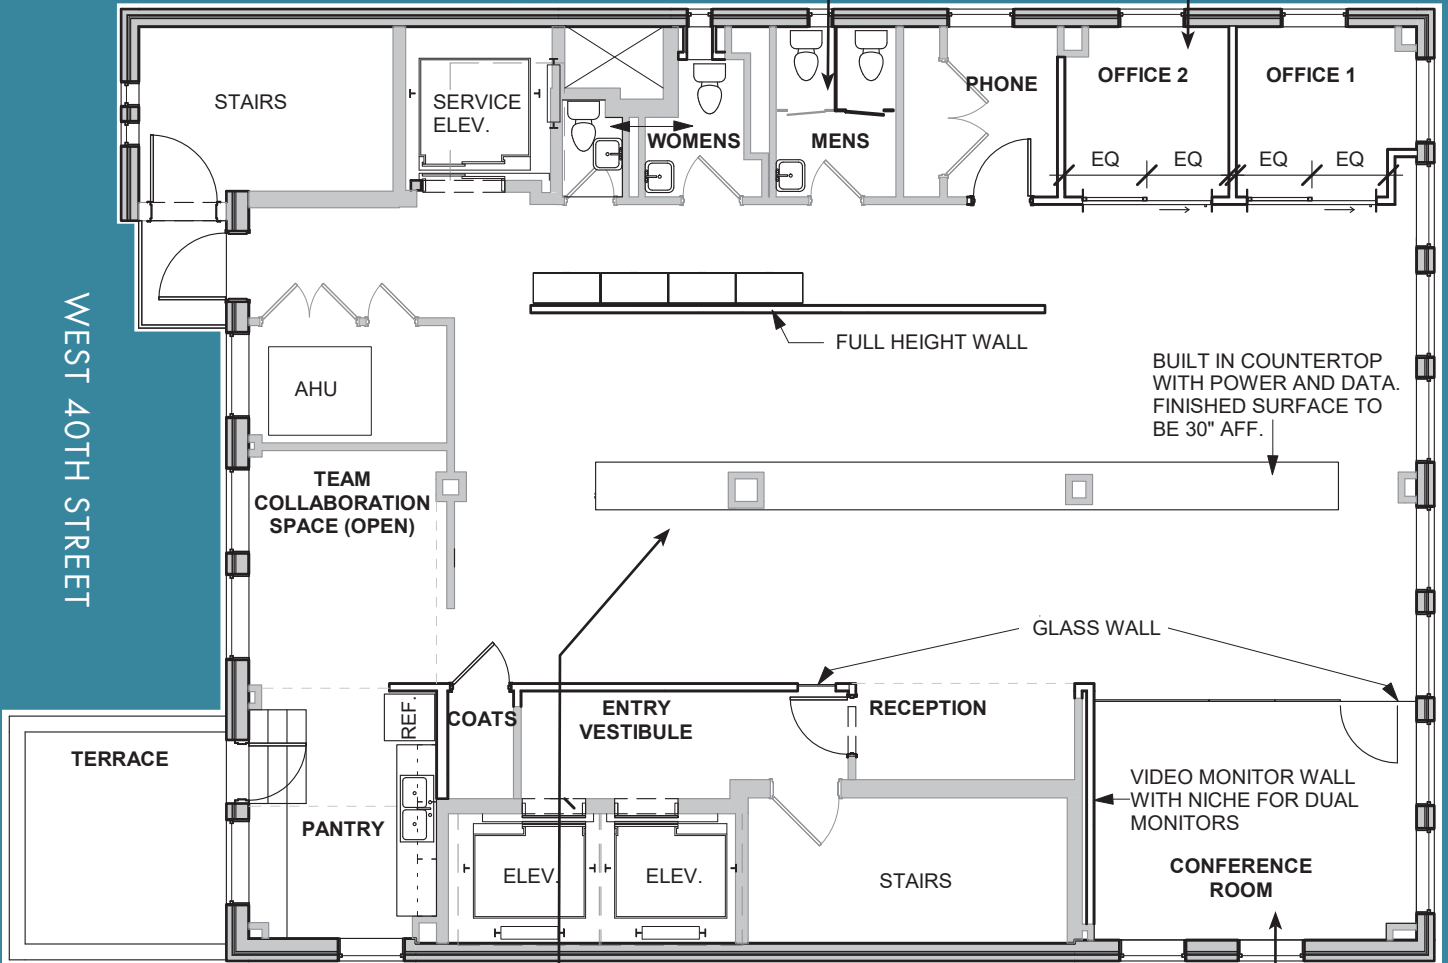 STAIRS
SERVICE
ELEV.
WOMENS
MENS
PHONE
OFFICE 2
OFFICE 1
EQ
EQ
EQ
EQ
WEST 40TH STREET
FULL HEIGHT WALL
AHU
BUILT IN COUNTERTOP
WITH POWER AND DATA.
FINISHED SURFACE TO
BE 30" AFF.
TEAM
COLLABORATION
SPACE (OPEN)
GLASS WALL
REF.
COATS
ENTRY
VESTIBULE
RECEPTION
TERRACE
PANTRY
VIDEO MONITOR WALL
WITH NICHE FOR DUAL
MONITORS
CONFERENCE
ROOM
ELEV.
ELEV.
STAIRS